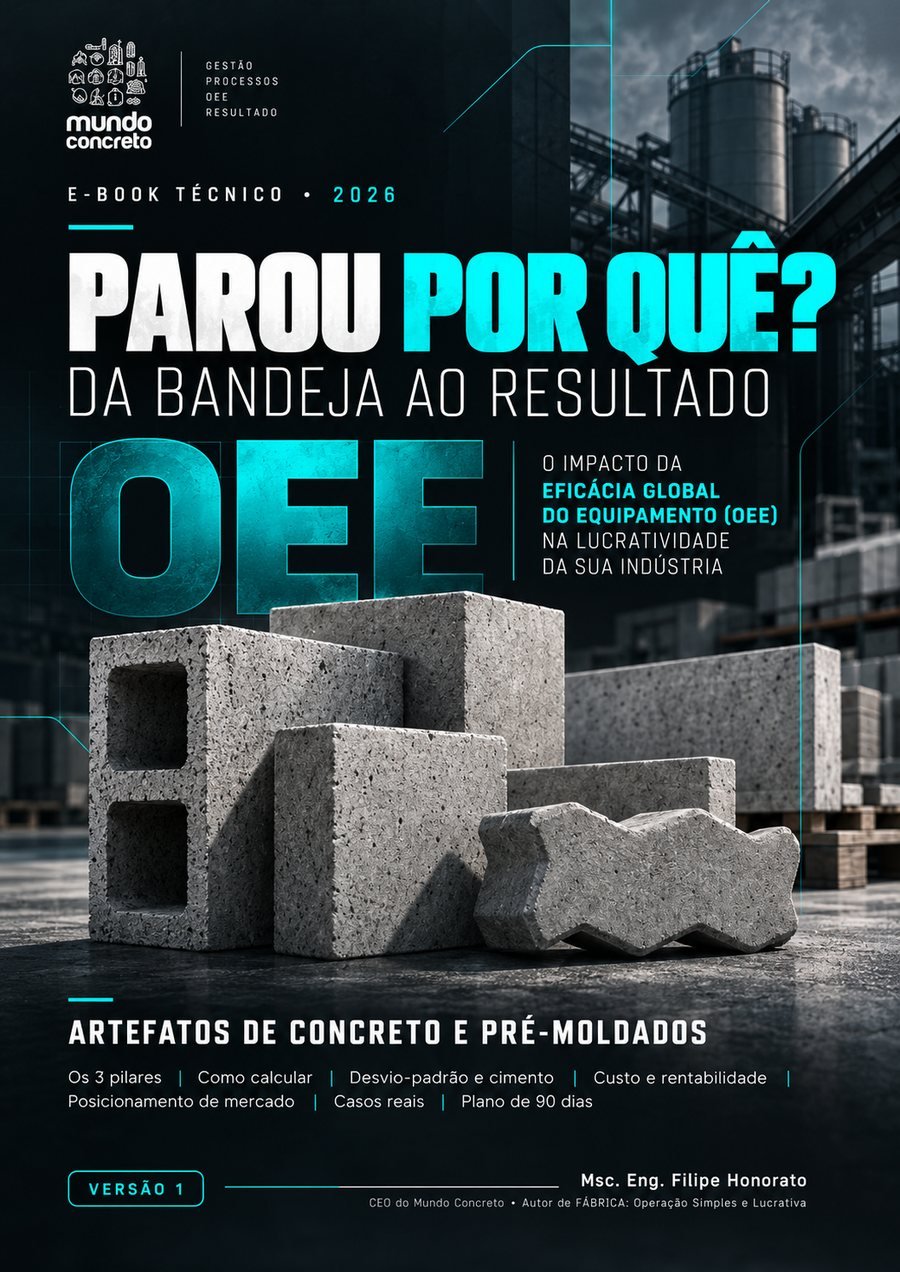 mundo
concreto
GESTÃO
PROCESSOS
OEE
RESULTADO
E-BOOK TÉCNICO • 2026
PAROU POR QUÊ?
DA BANDEJA AO RESULTADO
OEE
O IMPACTO DA
EFICÁCIA GLOBAL
DO EQUIPAMENTO (OEE)
NA LUCRATIVIDADE
DA SUA INDÚSTRIA
ARTEFATOS DE CONCRETO E PRÉ-MOLDADOS
Os 3 pilares | Como calcular | Desvio-padrão e cimento | Custo e rentabilidade |
Posicionamento de mercado | Casos reais | Plano de 90 dias
VERSÃO 1
Msc. Eng. Filipe Honorato
CEO do Mundo Concreto • Autor de FÁBRICA: Operação Simples e Lucrativa